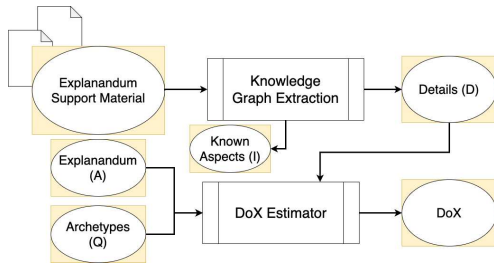 Explanandum
Support Material
Knowledge
Graph Extraction
Details (D)
Known
Aspects (I)
Explanandum
(A)
Archetypes
(Q)
DoX Estimator
DoX